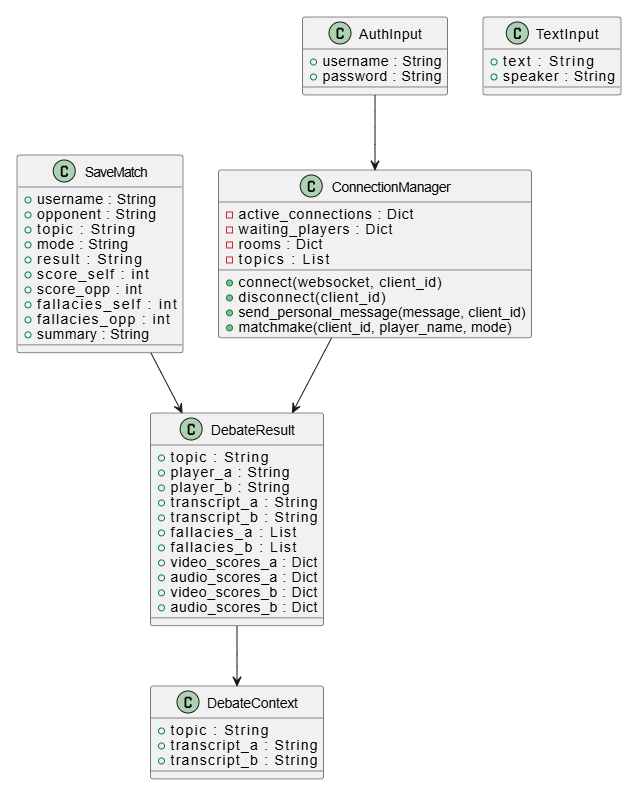 C AuthInput
username : String
password : String
C TextInput
text : String
speaker : String
C SaveMatch
username : String
opponent : String
topic : String
mode : String
result : String
score_self : int
score_opp : int
fallacies_self : int
fallacies_opp : int
summary : String
C ConnectionManager
active_connections : Dict
waiting_players : Dict
rooms : Dict
topics : List
connect(websocket, client_id)
disconnect(client_id)
send_personal_message(message, client_id)
matchmake(client_id, player_name, mode)
C DebateResult
topic : String
player_a : String
player_b : String
transcript_a : String
transcript_b : String
fallacies_a : List
fallacies_b : List
video_scores_a : Dict
audio_scores_a : Dict
video_scores_b : Dict
audio_scores_b : Dict
C DebateContext
topic : String
transcript_a : String
transcript_b : String